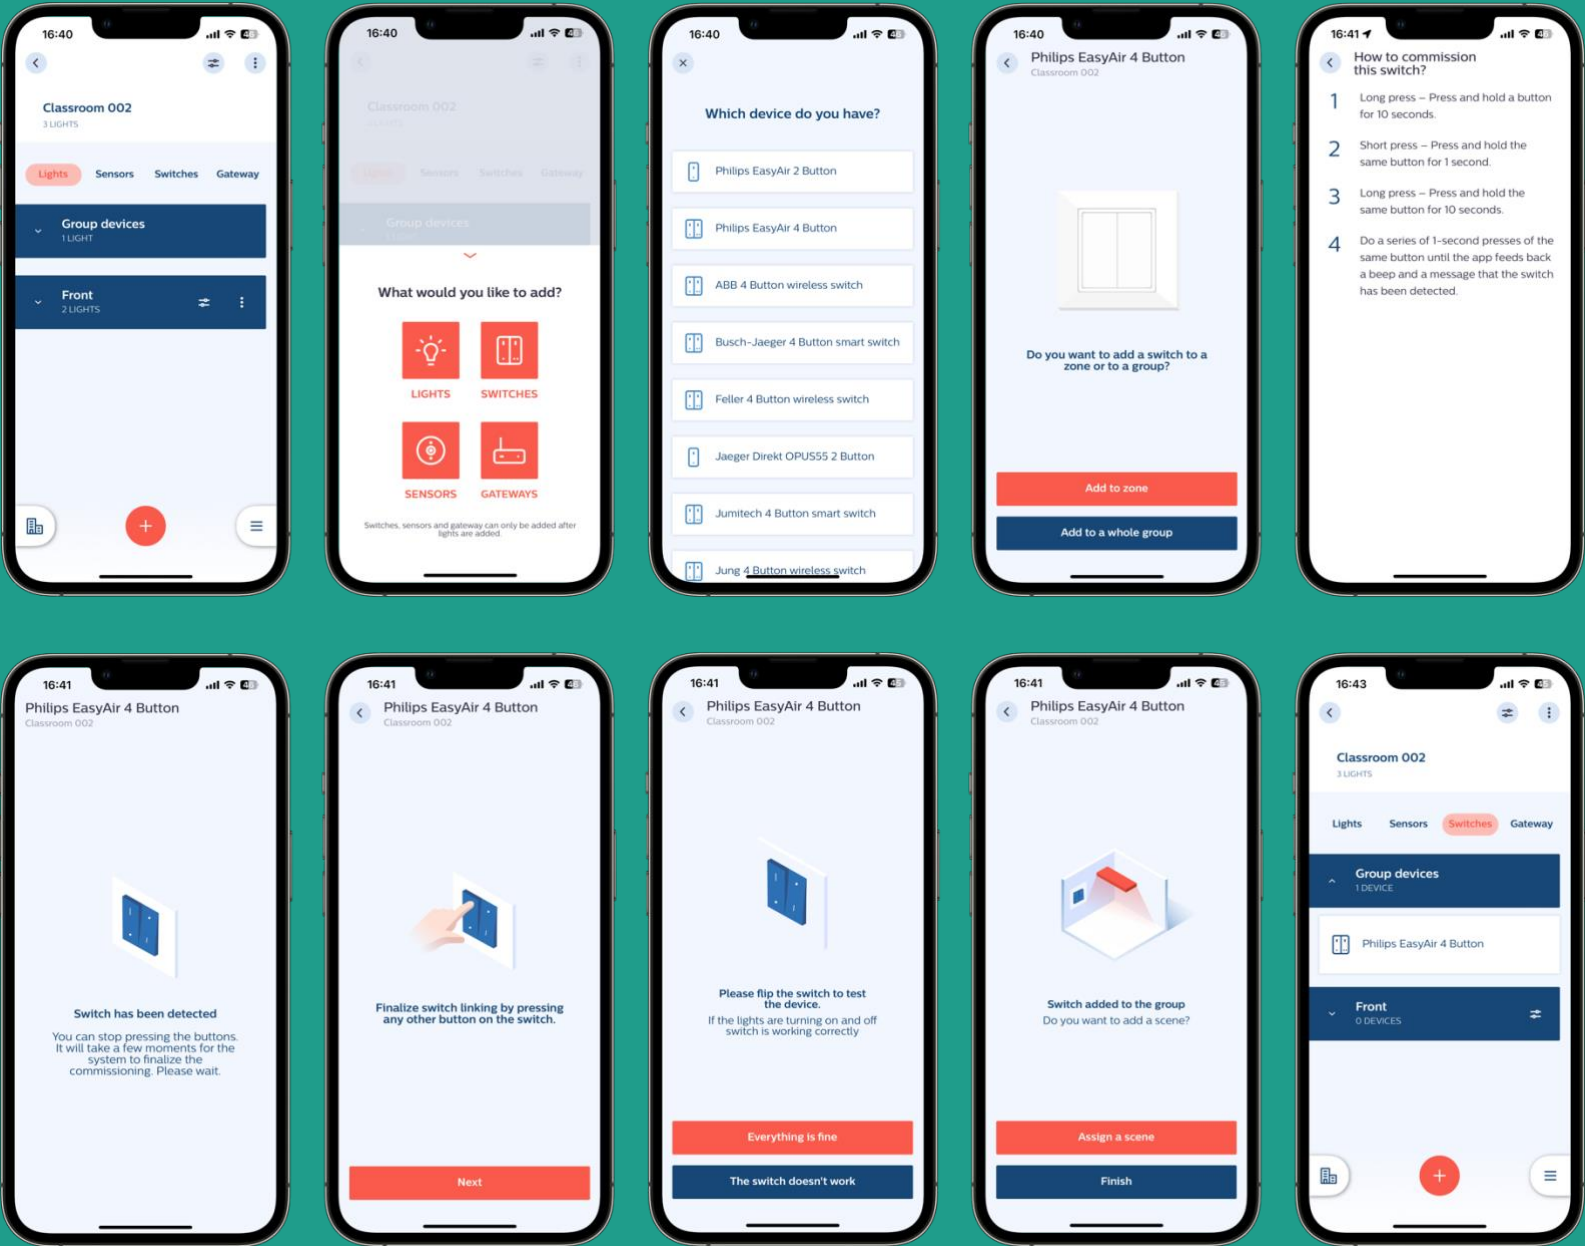 16:40
Classroom 002
3 LIGHTS
Lights Sensors Switches Gateway
Group devices
1 LIGHT
Front
2 LIGHTS
16:40
Classroom 002
Lights Sensors Switches Gateway
Group devices
What would you like to add?
LIGHTS SWITCHES
SENSORS GATEWAYS
Switches, sensors and gateway can only be added after
lights are added.
16:40
Which device do you have?
Philips EasyAir 2 Button
Philips EasyAir 4 Button
ABB 4 Button wireless switch
Busch-Jaeger 4 Button smart switch
Feller 4 Button wireless switch
Jaeger Direkt OPUS55 2 Button
Jumitech 4 Button smart switch
Jung 4 Button wireless switch
16:40
Philips EasyAir 4 Button
Classroom 002
Do you want to add a switch to a
zone or to a group?
Add to zone
Add to a whole group
16:41
How to commission
this switch?
1 Long press – Press and hold a button
for 10 seconds.
2 Short press – Press and hold the
same button for 1 second.
3 Long press – Press and hold the
same button for 10 seconds.
4 Do a series of 1-second presses of the
same button until the app feeds back
a beep and a message that the switch
has been detected.
16:41
Philips EasyAir 4 Button
Classroom 002
Switch has been detected
You can stop pressing the buttons.
It will take a few moments for the
system to finalize the
commissioning. Please wait.
16:41
Philips EasyAir 4 Button
Classroom 002
Finalize switch linking by pressing
any other button on the switch.
Next
16:41
Philips EasyAir 4 Button
Classroom 002
Please flip the switch to test
the device.
If the lights are turning on and off
switch is working correctly
Everything is fine
The switch doesn't work
16:41
Philips EasyAir 4 Button
Classroom 002
Switch added to the group
Do you want to add a scene?
Assign a scene
Finish
16:43
Classroom 002
3 LIGHTS
Lights Sensors Switches Gateway
Group devices
1 DEVICE
Philips EasyAir 4 Button
Front
0 DEVICES